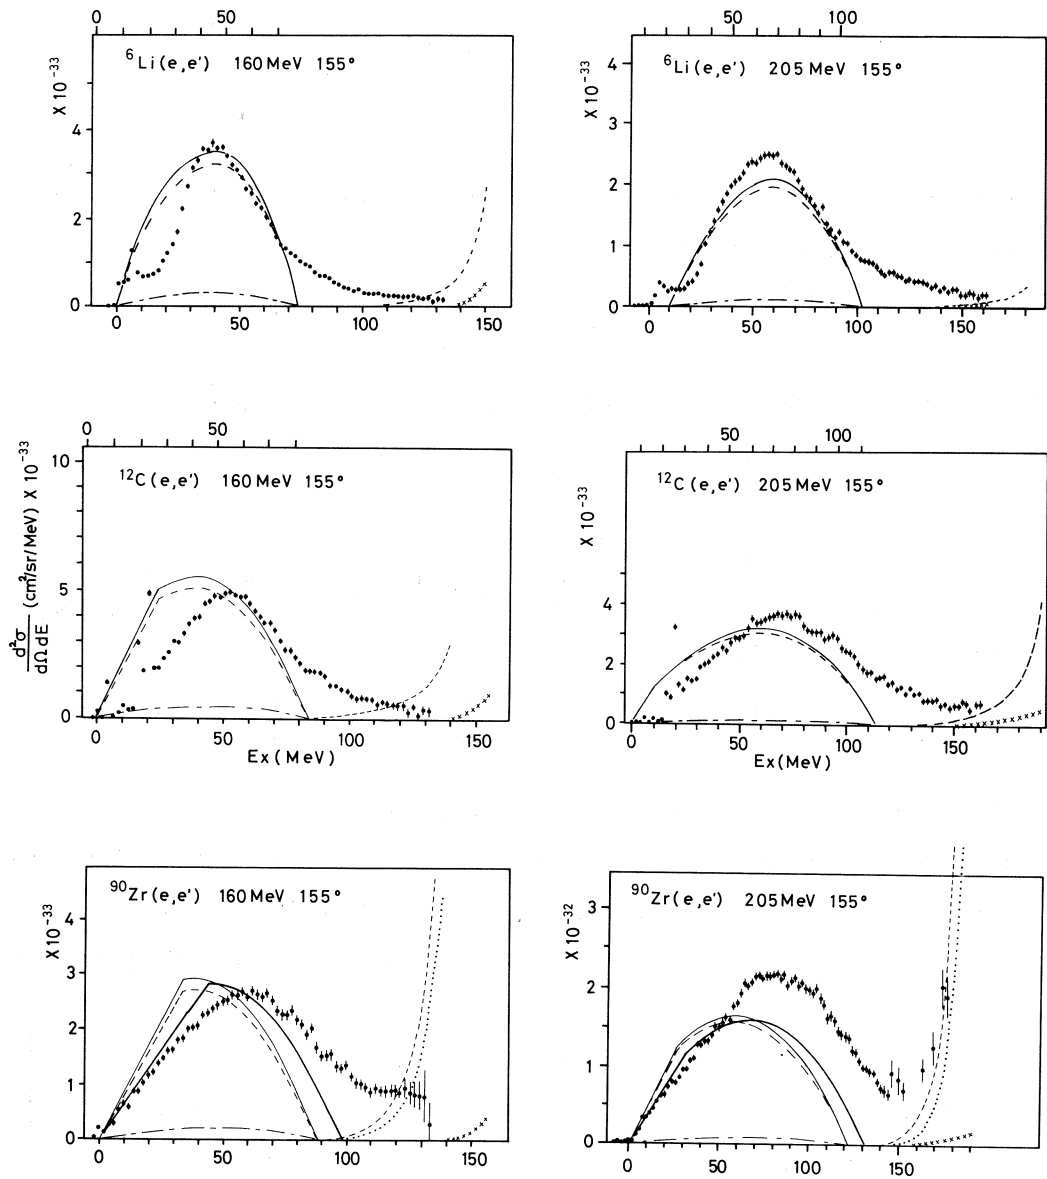 0 50
⁶Li(e,e') 160 MeV 155°
X 10⁻³³
4
2
0
0 50 100 150
50 100
⁶Li(e,e') 205 MeV 155°
X 10⁻³³
4
3
2
1
0
0 50 100 150
0 50
¹²C(e,e') 160 MeV 155°
d²σ/dΩdE (cm²/sr/MeV) X 10⁻³³
10
5
0
0 50 100 150
Ex(MeV)
50 100
¹²C(e,e') 205 MeV 155°
X 10⁻³³
4
2
0
0 50 100 150
Ex(MeV)
⁹⁰Zr(e,e') 160 MeV 155°
X 10⁻³³
4
3
2
1
0
0 50 100 150
⁹⁰Zr(e,e') 205 MeV 155°
X 10⁻³²
3
2
1
0
0 50 100 150